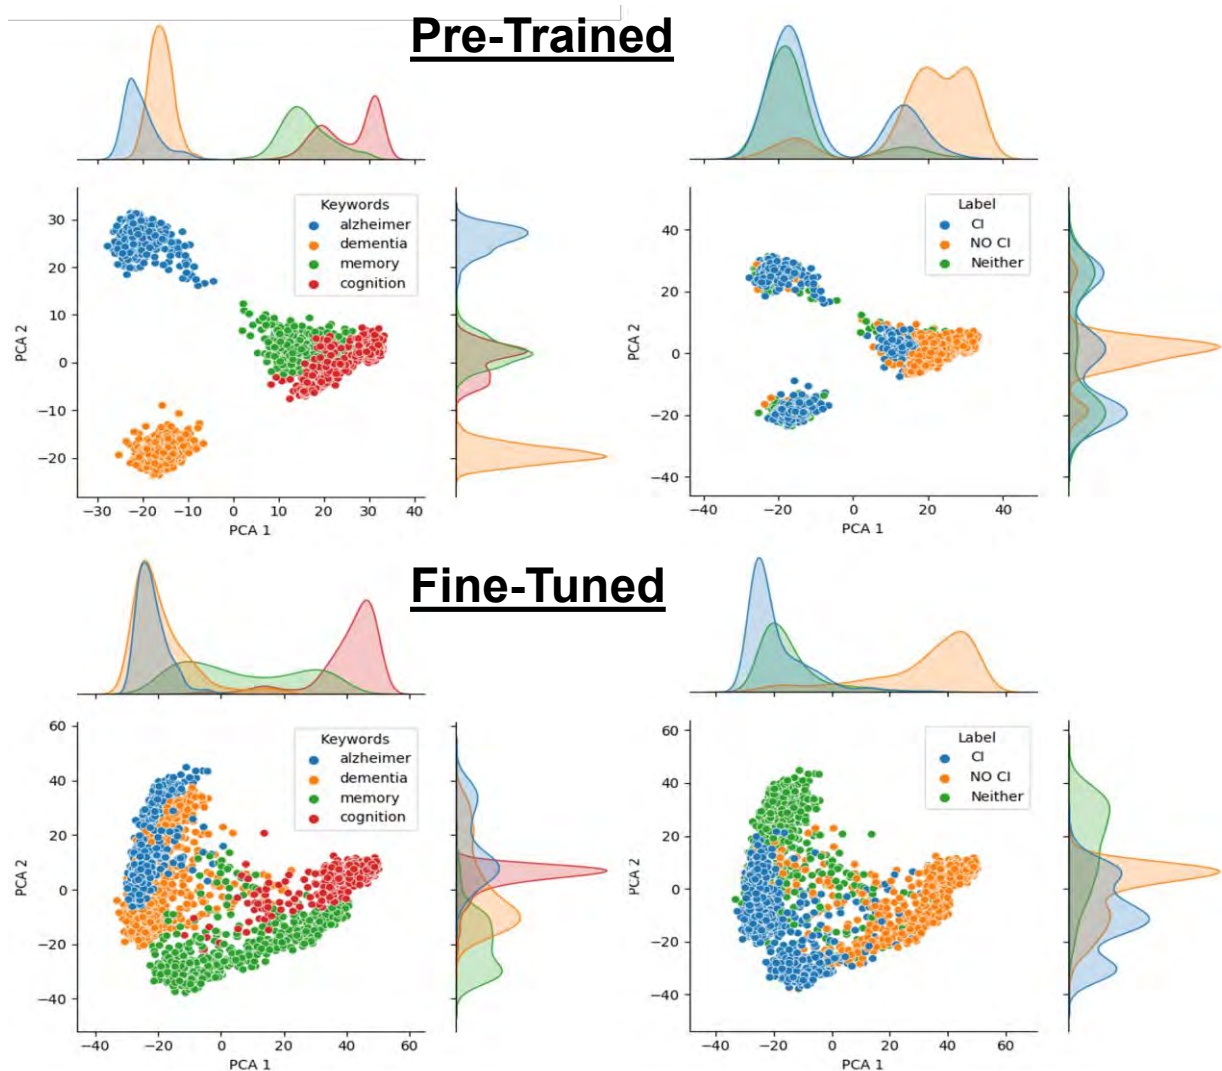 Pre-Trained
Keywords
alzheimer
dementia
memory
cognition
30
20
10
0
−10
−20
PCA 2
−30 −20 −10 0 10 20 30 40
PCA 1
Label
CI
NO CI
Neither
40
20
0
−20
−40
PCA 2
−40 −20 0 20 40
PCA 1
Fine-Tuned
Keywords
alzheimer
dementia
memory
cognition
60
40
20
0
−20
−40
PCA 2
−40 −20 0 20 40 60
PCA 1
Label
CI
NO CI
Neither
60
40
20
0
−20
−40
PCA 2
−40 −20 0 20 40 60
PCA 1